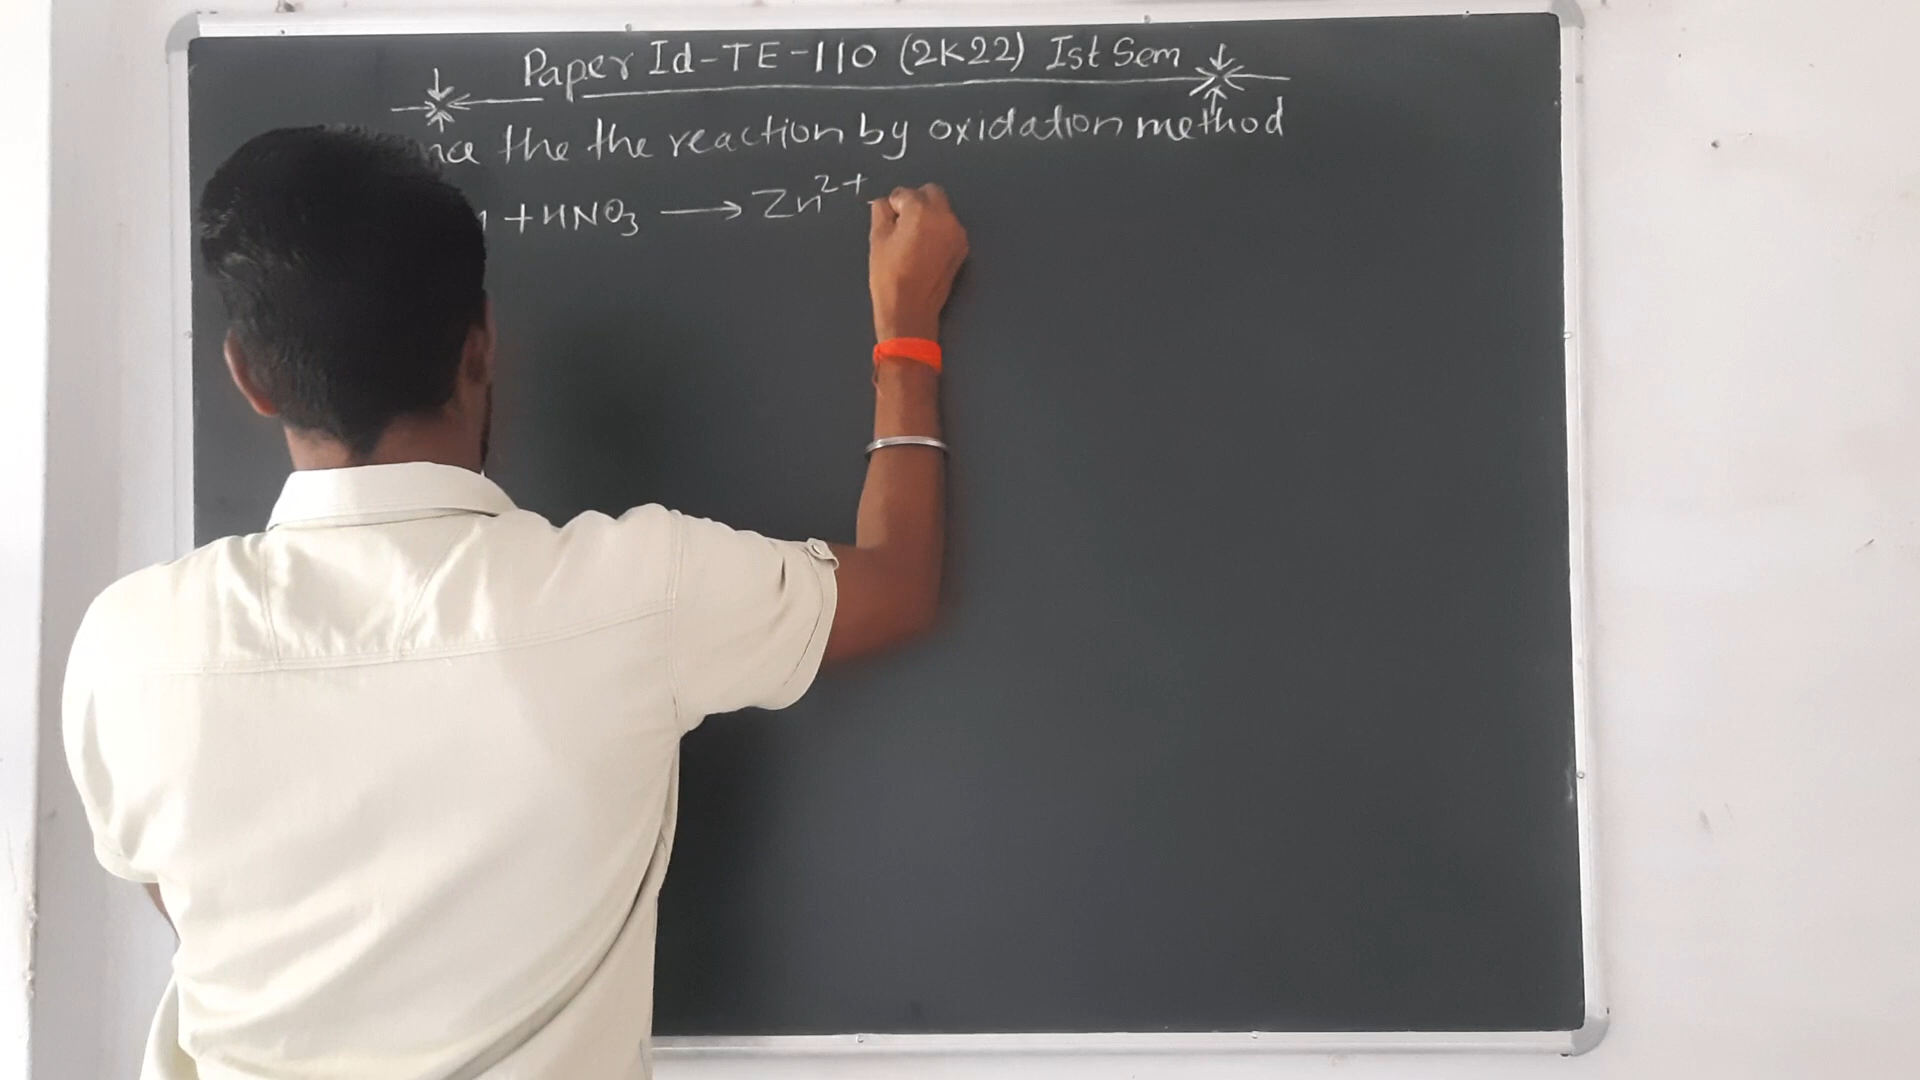 Paper Id-TE-110 (2K22) Ist Sem
the the reaction by oxidation method
+ HNO₃ ⟶ Zn²⁺